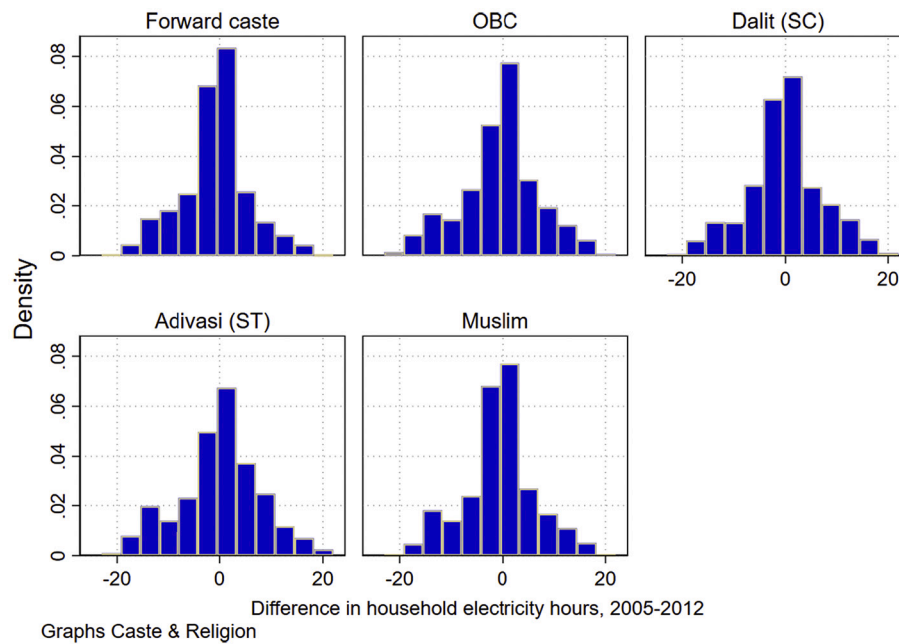 Forward caste
OBC
Dalit (SC)
Density
0 .02 .04 .06 .08
-20 0 20
Adivasi (ST)
Muslim
0 .02 .04 .06 .08
-20 0 20
-20 0 20
Difference in household electricity hours, 2005-2012
Graphs Caste & Religion